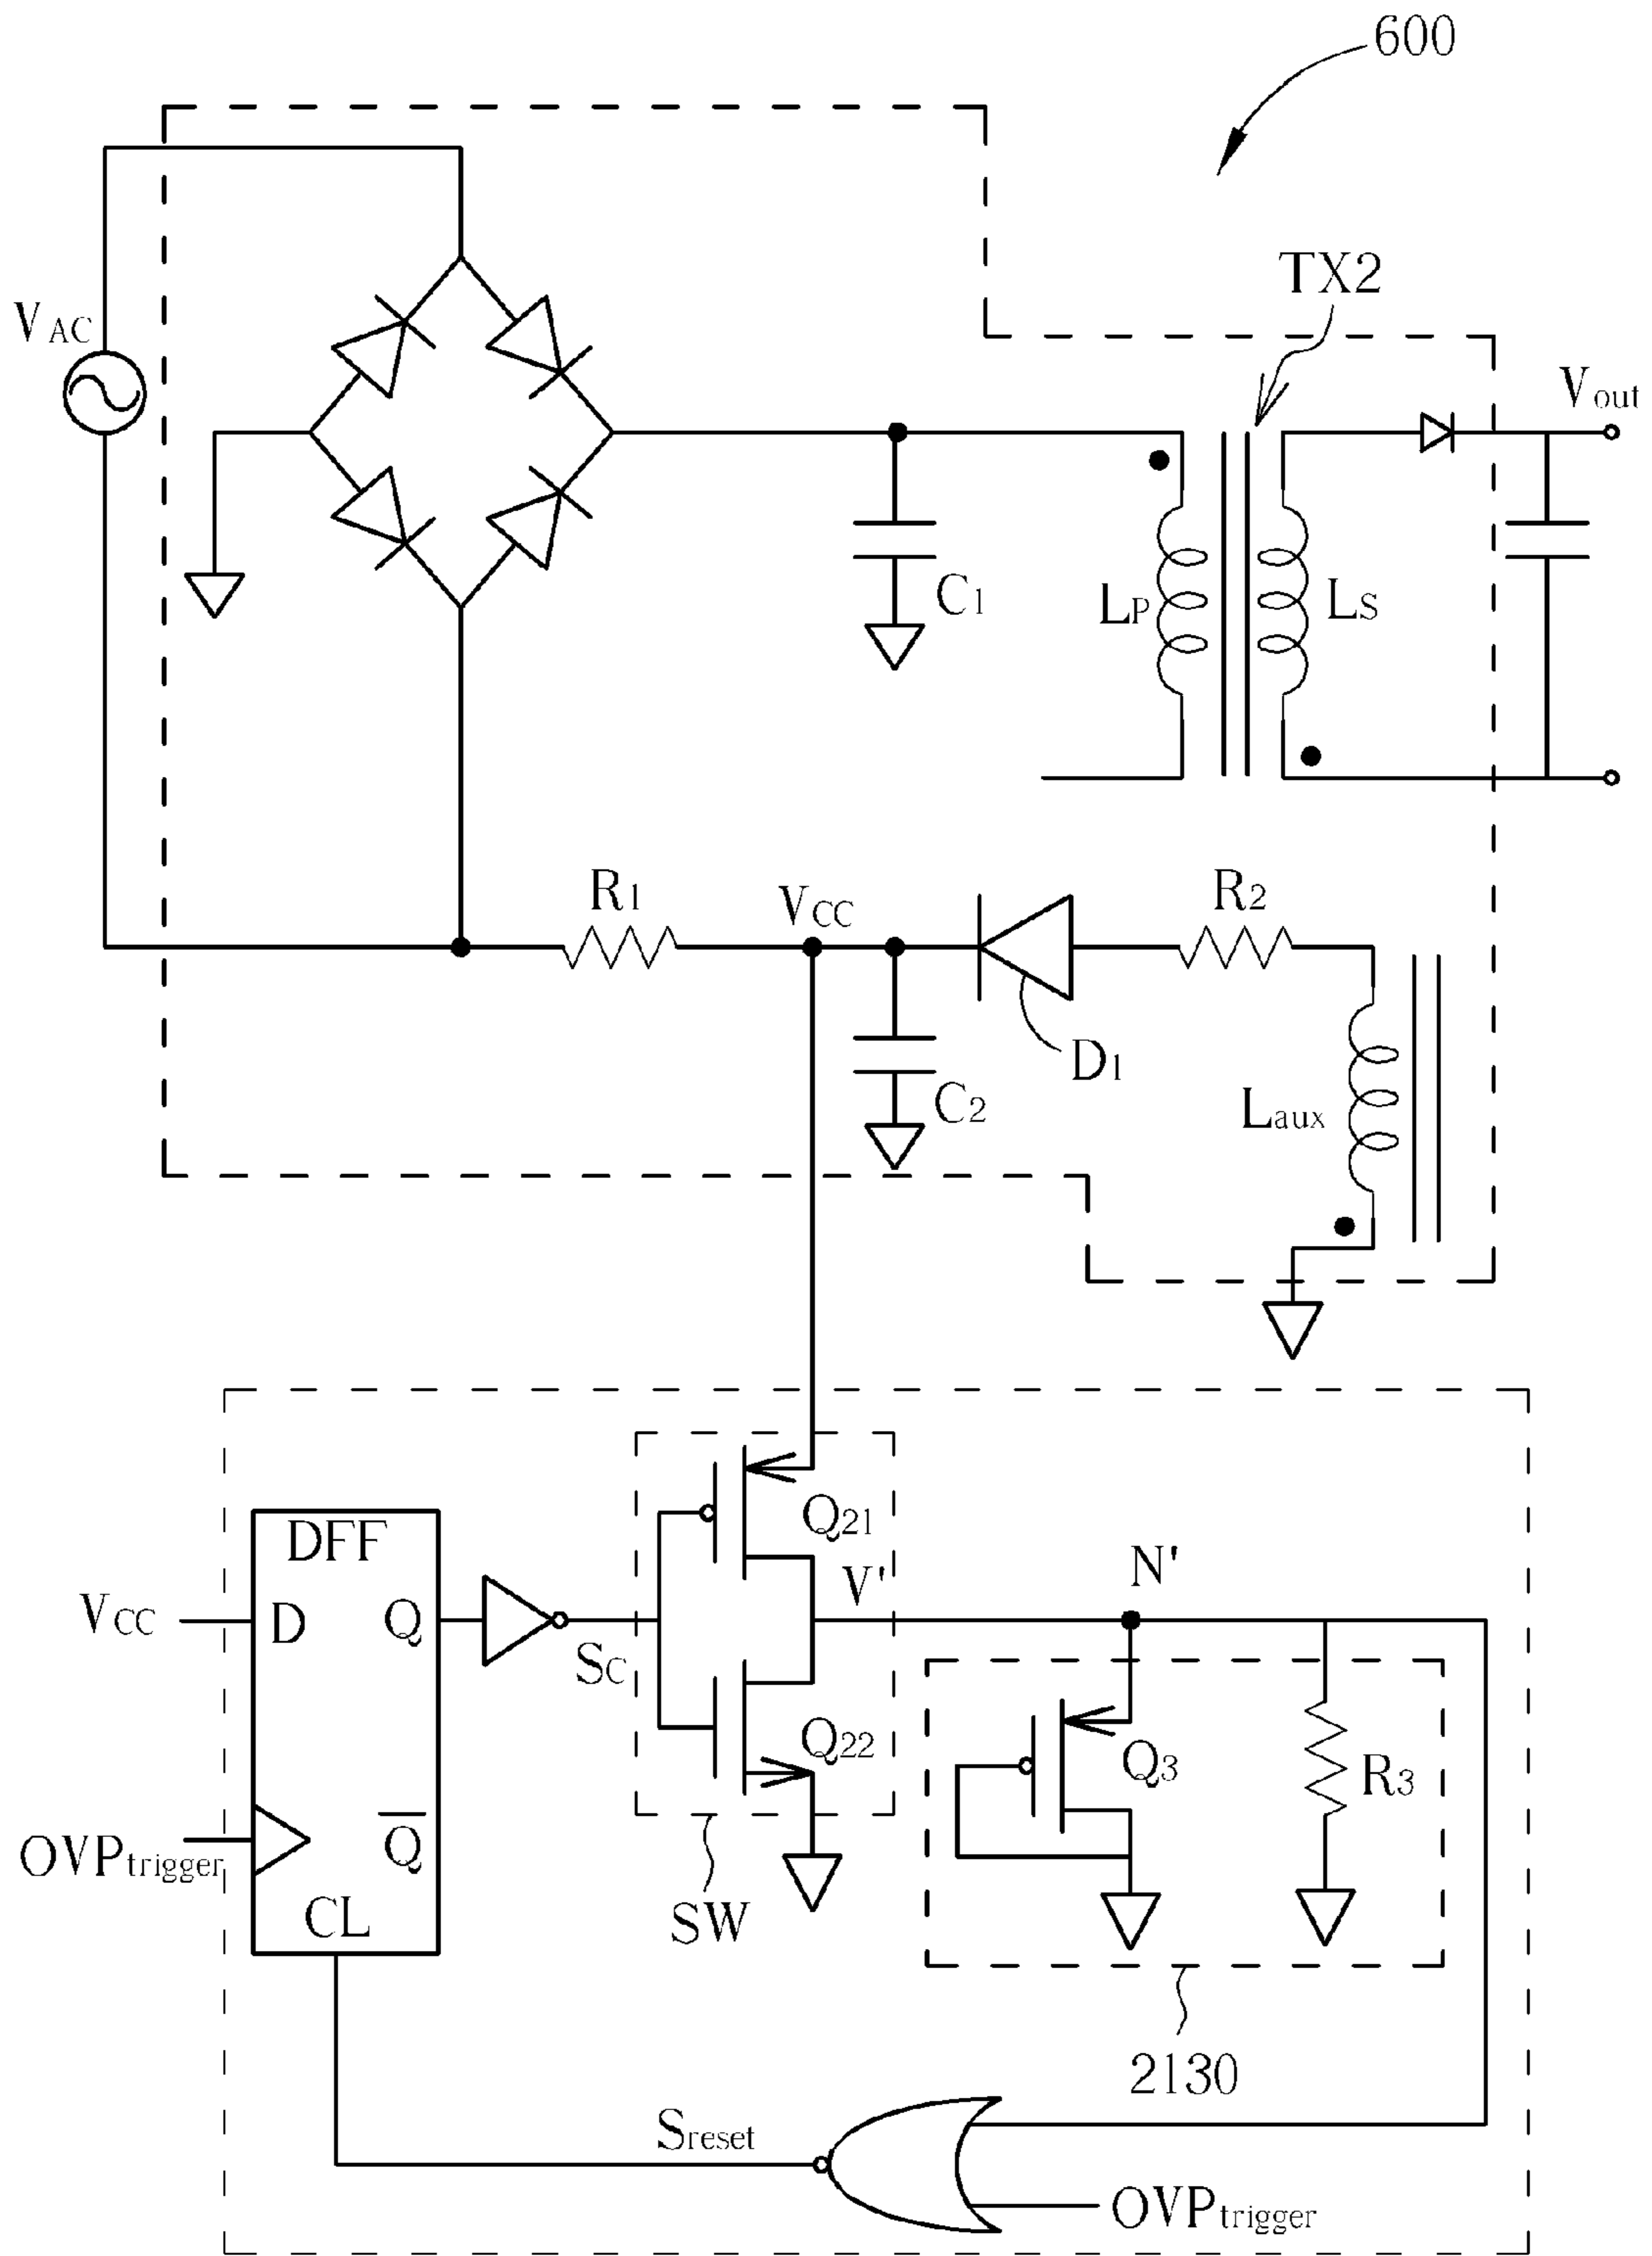 600
TX2
VAC
Vout
C1
LP
LS
R1
VCC
R2
D1
C2
Laux
DFF
Q21
V'
N'
VCC
D
Q
SC
Q22
Q3
R3
OVPtrigger
Q
CL
SW
2130
Sreset
OVPtrigger